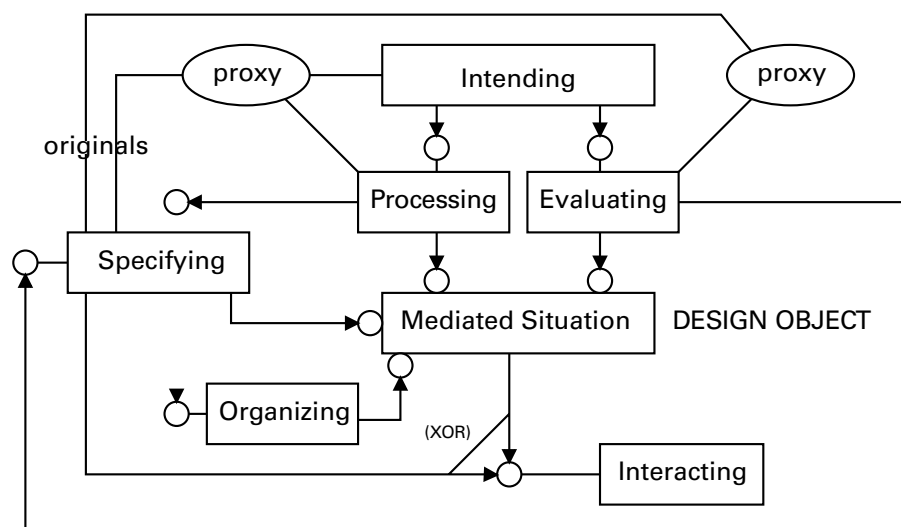 proxy
Intending
proxy
originals
Processing
Evaluating
Specifying
Mediated Situation
DESIGN OBJECT
Organizing
(XOR)
Interacting